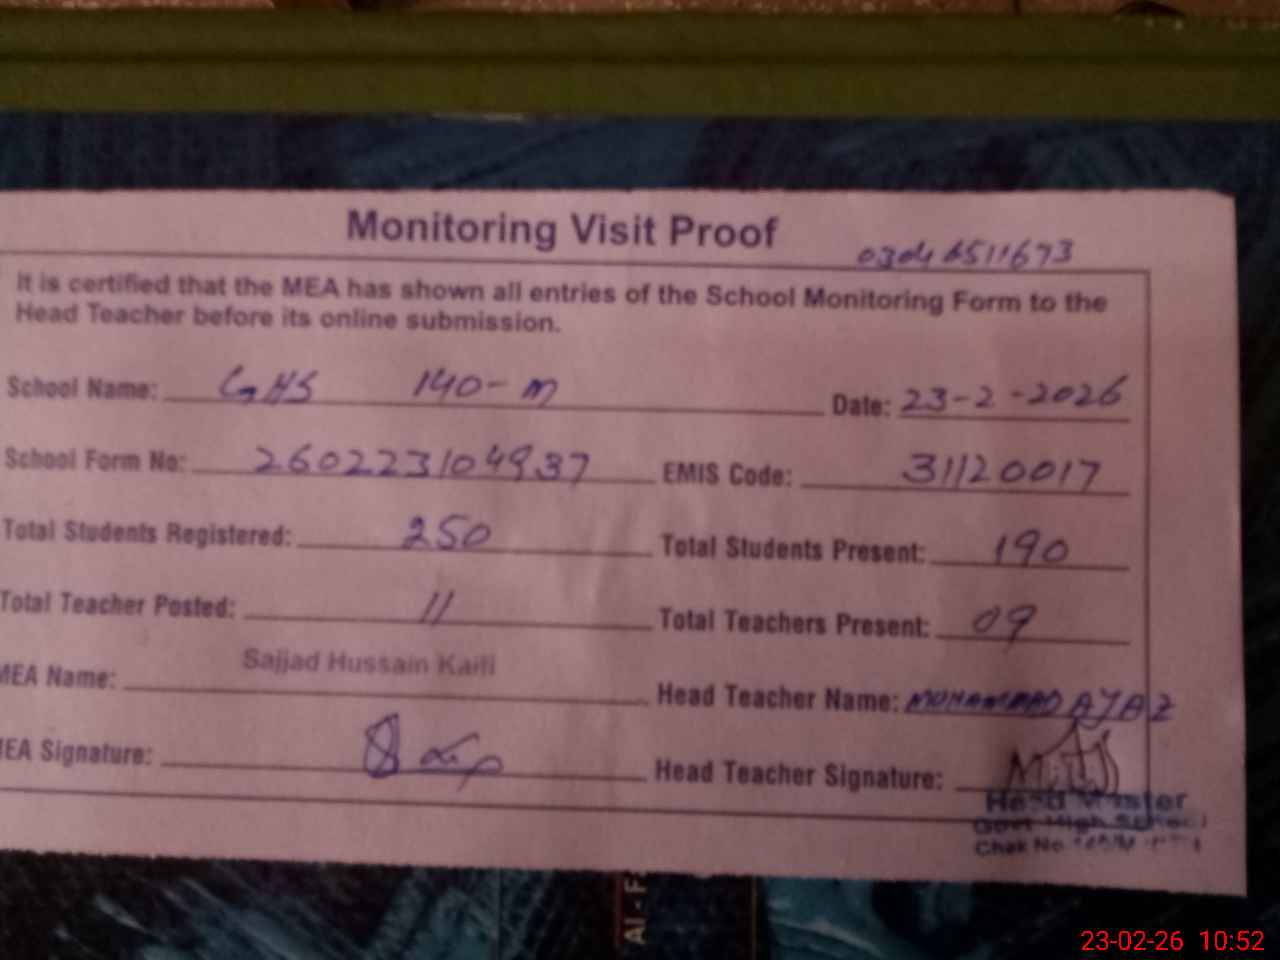 Monitoring Visit Proof
03046511673
It is certified that the MEA has shown all entries of the School Monitoring Form to the
Head Teacher before its online submission.
School Name: GHS 140-M Date: 23-2-2026
School Form No: 260223104937 EMIS Code: 31120017
Total Students Registered: 250 Total Students Present: 190
Total Teacher Posted: 11 Total Teachers Present: 09
MEA Name: Sajjad Hussain Kaifi Head Teacher Name: MUHAMMAD AYAZ
MEA Signature: Head Teacher Signature:
Head Master
Govt High School
Chak No 140/M
AI - F
23-02-26 10:52